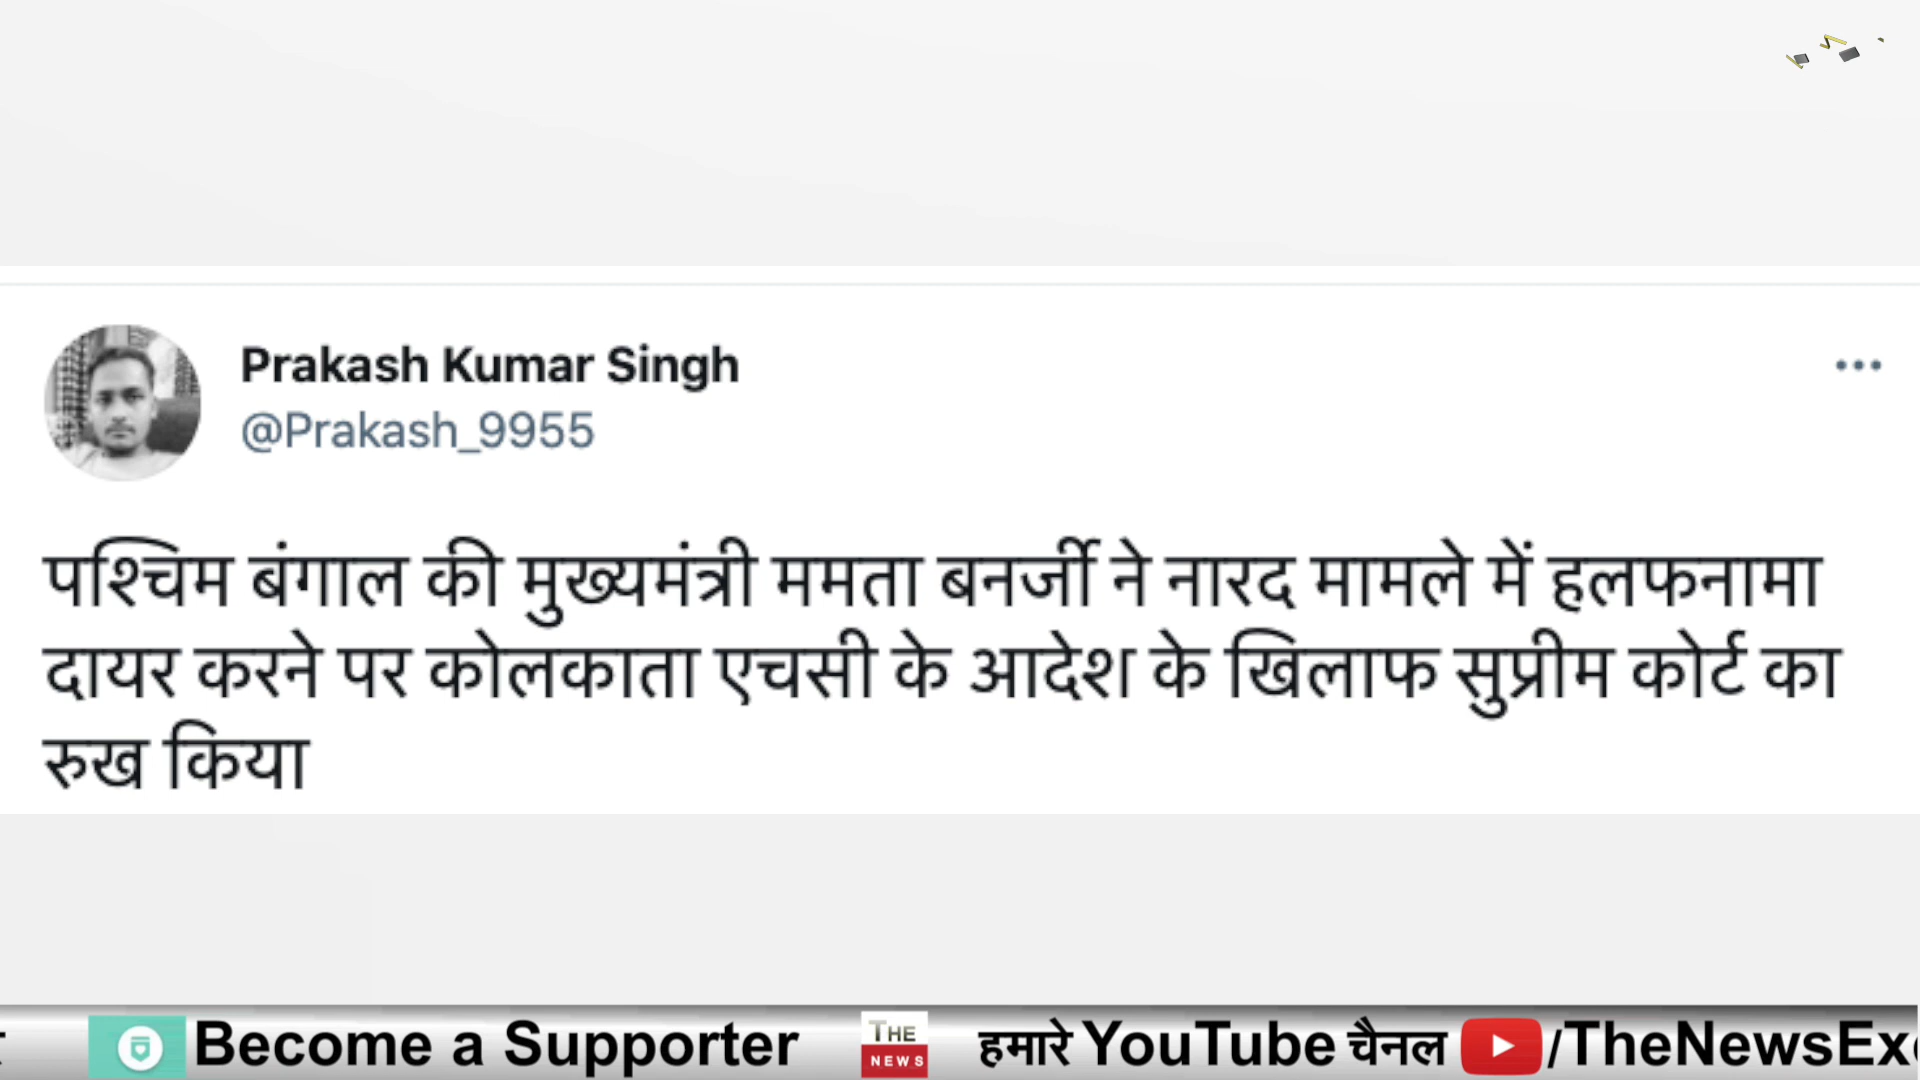 Prakash Kumar Singh
@Prakash_9955
पश्चिम बंगाल की मुख्यमंत्री ममता बनर्जी ने नारद मामले में हलफनामा
दायर करने पर कोलकाता एचसी के आदेश के खिलाफ सुप्रीम कोर्ट का
रुख किया
Become a Supporter THE NEWS हमारे YouTube चैनल /TheNewsEx